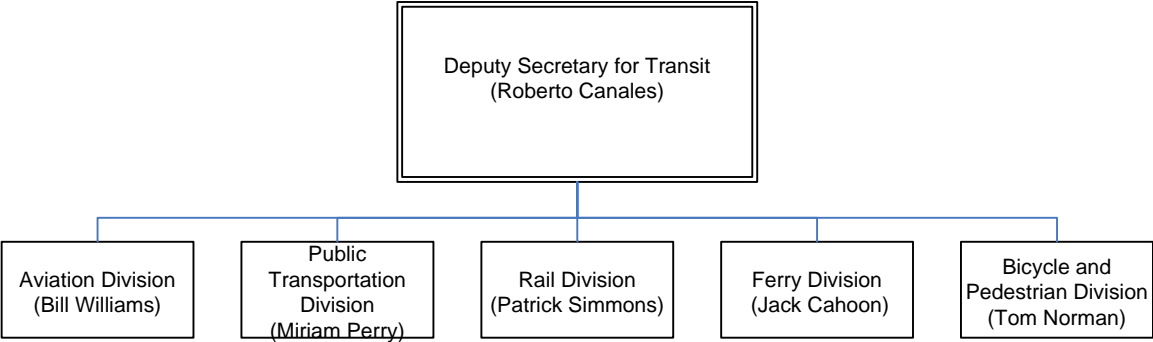 Deputy Secretary for Transit
(Roberto Canales)
Aviation Division
(Bill Williams)
Public
Transportation
Division
(Miriam Perry)
Rail Division
(Patrick Simmons)
Ferry Division
(Jack Cahoon)
Bicycle and
Pedestrian Division
(Tom Norman)